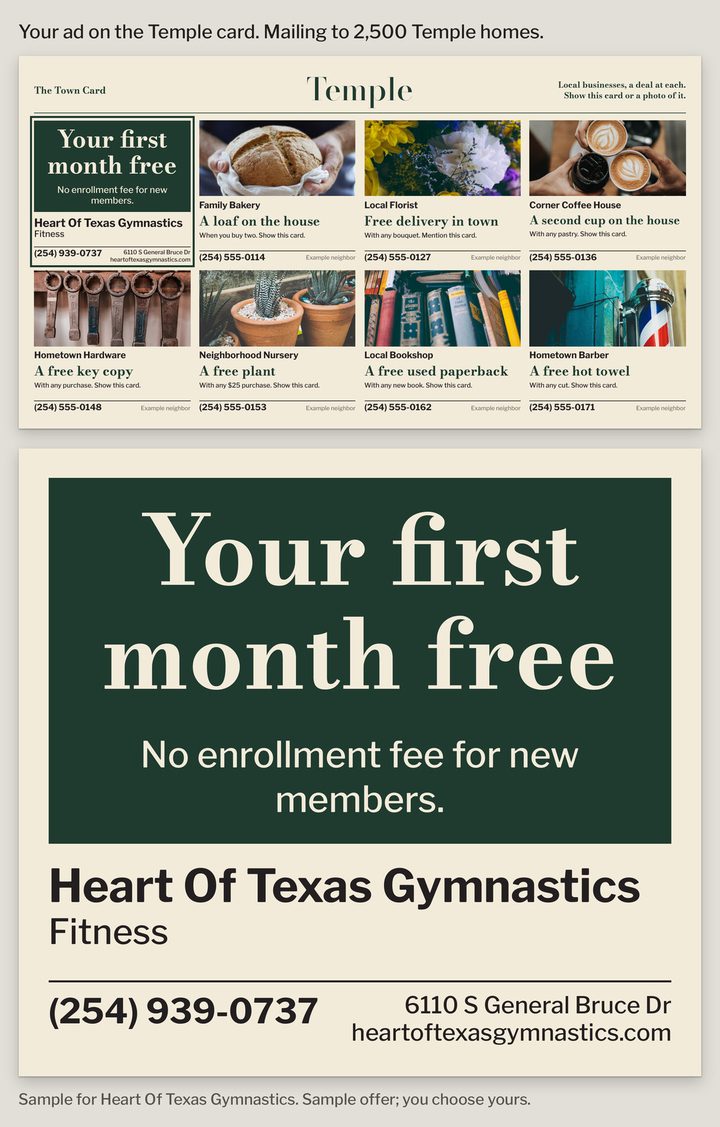 Your ad on the Temple card. Mailing to 2,500 Temple homes.
The Town Card
Temple
Local businesses, a deal at each.
Show this card or a photo of it.
Your first
month free
No enrollment fee for new
members.
Heart Of Texas Gymnastics
Fitness
(254) 939-0737
6110 S General Bruce Dr
heartoftexasgymnastics.com
Family Bakery
A loaf on the house
When you buy two. Show this card.
(254) 555-0114
Example neighbor
Local Florist
Free delivery in town
With any bouquet. Mention this card.
(254) 555-0127
Example neighbor
Corner Coffee House
A second cup on the house
With any pastry. Show this card.
(254) 555-0136
Example neighbor
Hometown Hardware
A free key copy
With any purchase. Show this card.
(254) 555-0148
Example neighbor
Neighborhood Nursery
A free plant
With any $25 purchase. Show this card.
(254) 555-0153
Example neighbor
Local Bookshop
A free used paperback
With any new book. Show this card.
(254) 555-0162
Example neighbor
Hometown Barber
A free hot towel
With any cut. Show this card.
(254) 555-0171
Example neighbor
Your first
month free
No enrollment fee for new
members.
Heart Of Texas Gymnastics
Fitness
(254) 939-0737
6110 S General Bruce Dr
heartoftexasgymnastics.com
Sample for Heart Of Texas Gymnastics. Sample offer; you choose yours.